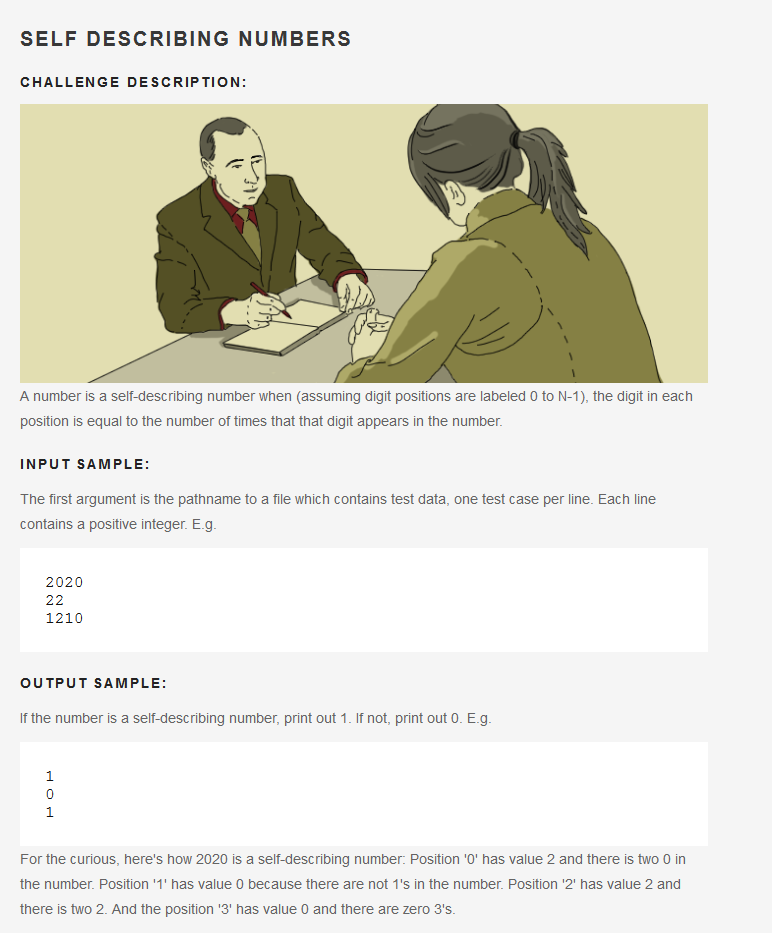 SELF DESCRIBING NUMBERS
CHALLENGE DESCRIPTION:
A number is a self-describing number when (assuming digit positions are labeled 0 to N-1), the digit in each
position is equal to the number of times that that digit appears in the number.
INPUT SAMPLE:
The first argument is the pathname to a file which contains test data, one test case per line. Each line
contains a positive integer. E.g.
2020
22
1210
OUTPUT SAMPLE:
If the number is a self-describing number, print out 1. If not, print out 0. E.g.
1
0
1
For the curious, here's how 2020 is a self-describing number: Position '0' has value 2 and there is two 0 in
the number. Position '1' has value 0 because there are not 1's in the number. Position '2' has value 2 and
there is two 2. And the position '3' has value 0 and there are zero 3's.